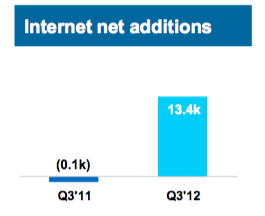 Internet net additions
13.4k
(0.1k)
Q3'11 Q3'12